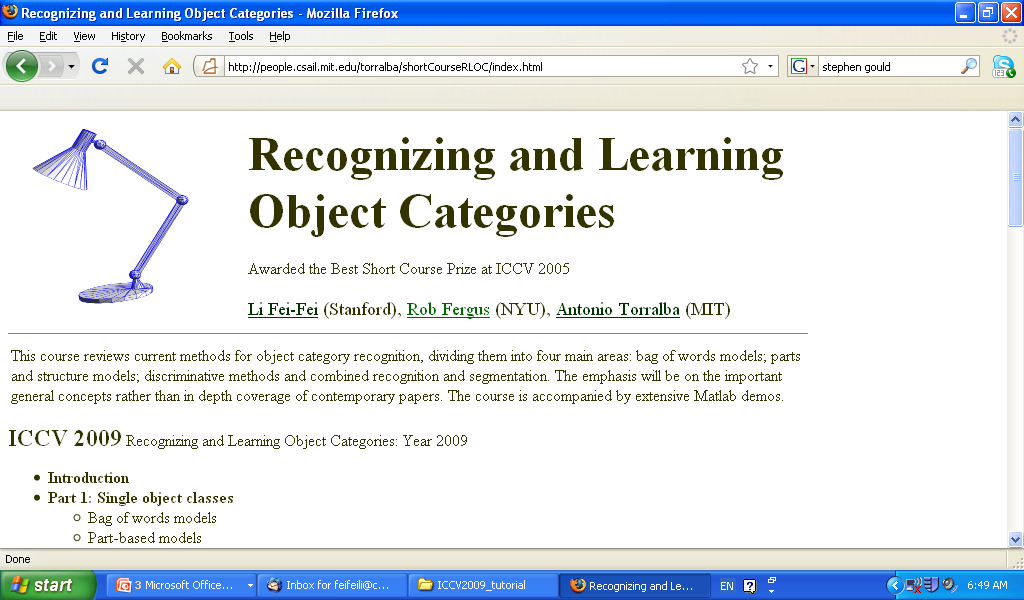 Recognizing and Learning Object Categories - Mozilla Firefox
File Edit View History Bookmarks Tools Help
http://people.csail.mit.edu/torralba/shortCourseRLOC/index.html
G
stephen gould
123
Recognizing and Learning
Object Categories
Awarded the Best Short Course Prize at ICCV 2005
Li Fei-Fei (Stanford), Rob Fergus (NYU), Antonio Torralba (MIT)
This course reviews current methods for object category recognition, dividing them into four main areas: bag of words models; parts
and structure models; discriminative methods and combined recognition and segmentation. The emphasis will be on the important
general concepts rather than in depth coverage of contemporary papers. The course is accompanied by extensive Matlab demos.
ICCV 2009 Recognizing and Learning Object Categories: Year 2009
• Introduction
• Part 1: Single object classes
○ Bag of words models
○ Part-based models
Done
start
3 Microsoft Office...
Inbox for feifeili@c...
ICCV2009_tutorial
Recognizing and Le...
EN
?
6:49 AM